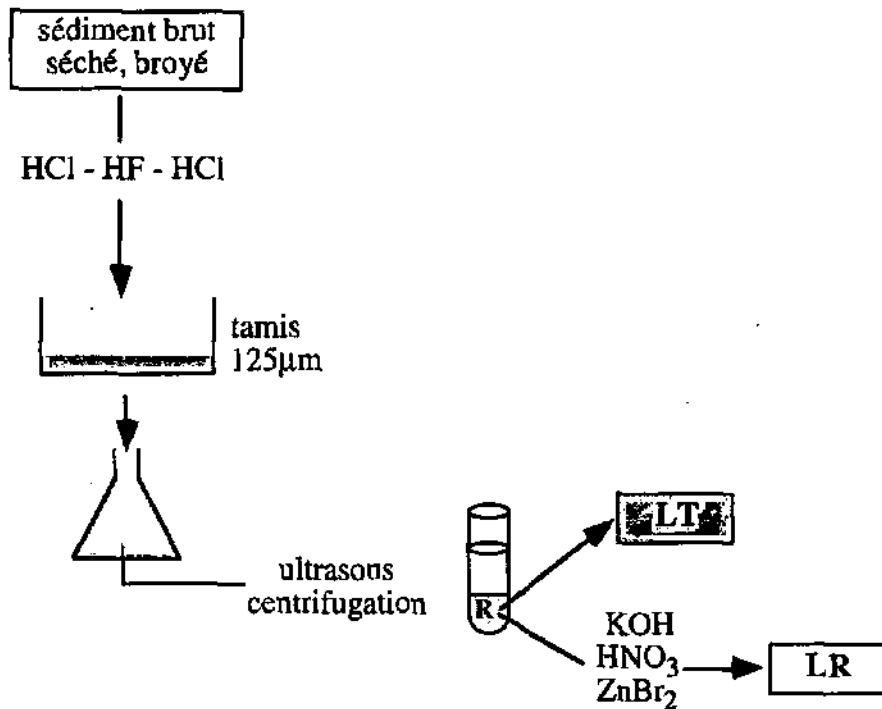 sédiment brut
séché, broyé
HCl - HF - HCl
tamis
125µm
ultrasons
centrifugation
R
LT
KOH
HNO₃
ZnBr₂
LR